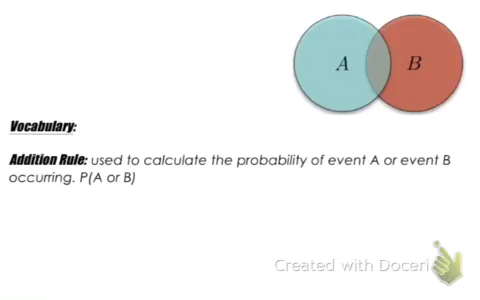 A
B
Vocabulary:
Addition Rule: used to calculate the probability of event A or event B
occurring. P(A or B)
Created with Doceri